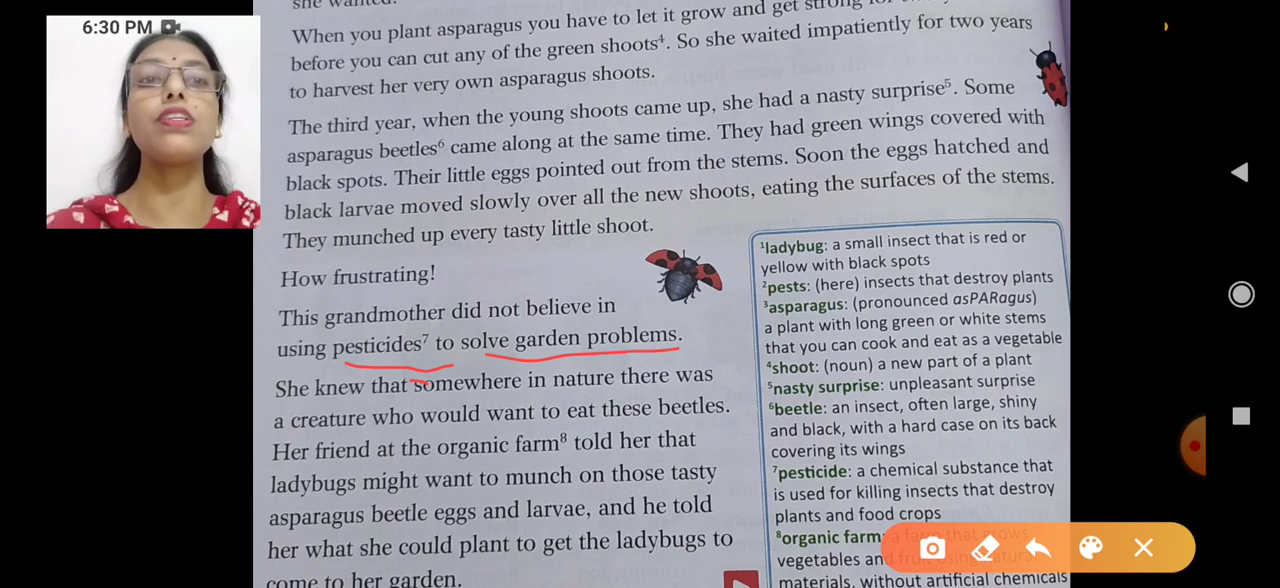 6:30 PM
she wanted.
When you plant asparagus you have to let it grow and get strong for
before you can cut any of the green shoots⁴. So she waited impatiently for two years
to harvest her very own asparagus shoots.
The third year, when the young shoots came up, she had a nasty surprise⁵. Some
asparagus beetles⁶ came along at the same time. They had green wings covered with
black spots. Their little eggs pointed out from the stems. Soon the eggs hatched and
black larvae moved slowly over all the new shoots, eating the surfaces of the stems.
They munched up every tasty little shoot.
How frustrating!
This grandmother did not believe in
using pesticides⁷ to solve garden problems.
She knew that somewhere in nature there was
a creature who would want to eat these beetles.
Her friend at the organic farm⁸ told her that
ladybugs might want to munch on those tasty
asparagus beetle eggs and larvae, and he told
her what she could plant to get the ladybugs to
come to her garden.
¹ladybug: a small insect that is red or
yellow with black spots
²pests: (here) insects that destroy plants
³asparagus: (pronounced asPARagus)
a plant with long green or white stems
that you can cook and eat as a vegetable
⁴shoot: (noun) a new part of a plant
⁵nasty surprise: unpleasant surprise
⁶beetle: an insect, often large, shiny
and black, with a hard case on its back
covering its wings
⁷pesticide: a chemical substance that
is used for killing insects that destroy
plants and food crops
⁸organic farm: a farm that grows
vegetables and
materials, without artificial chemicals